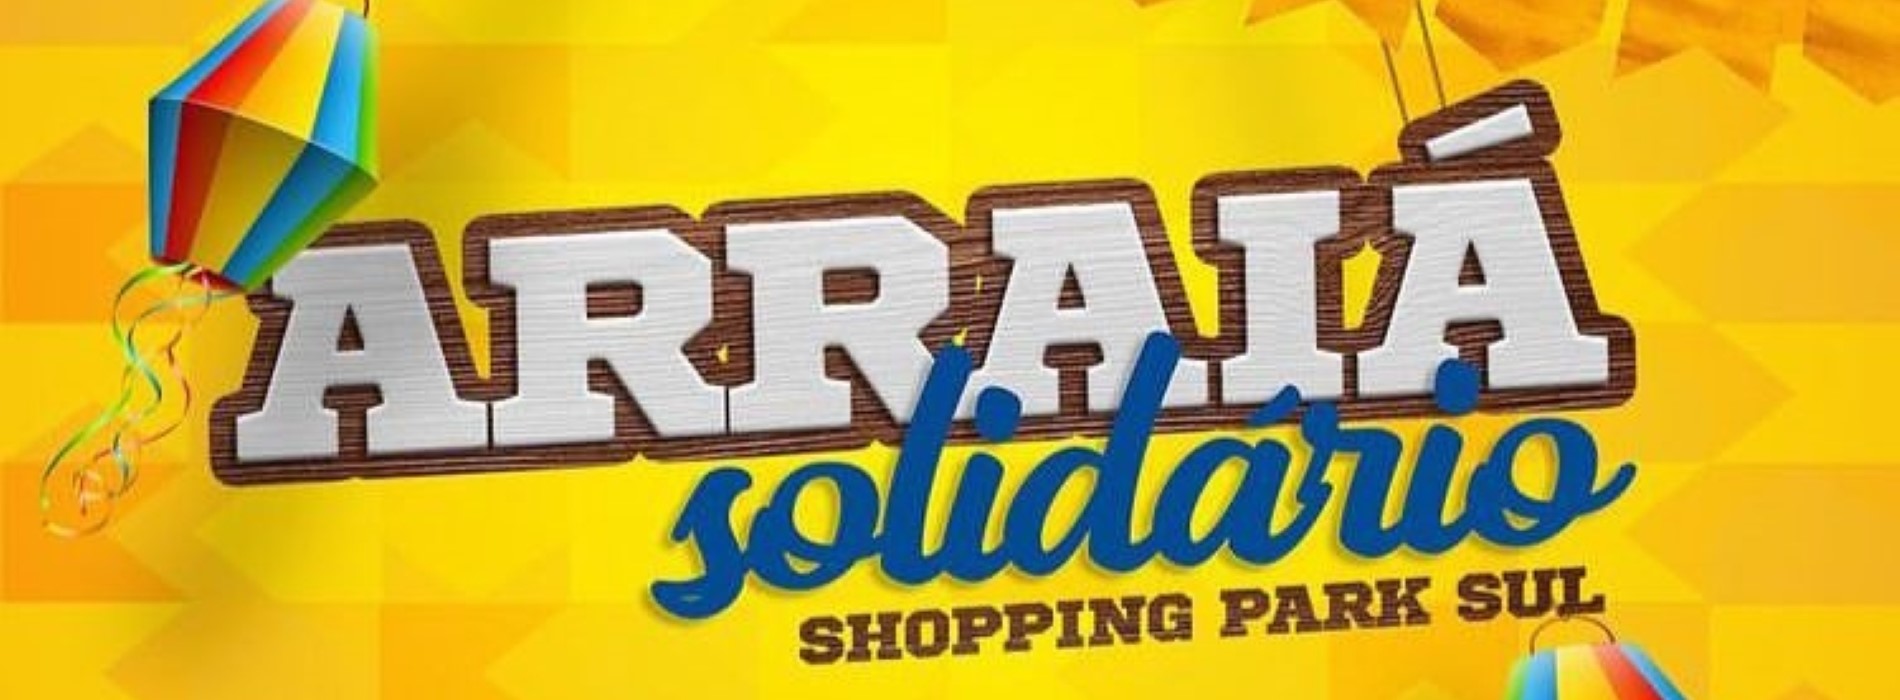 ARRAIÁ
solidário
SHOPPING PARK SUL